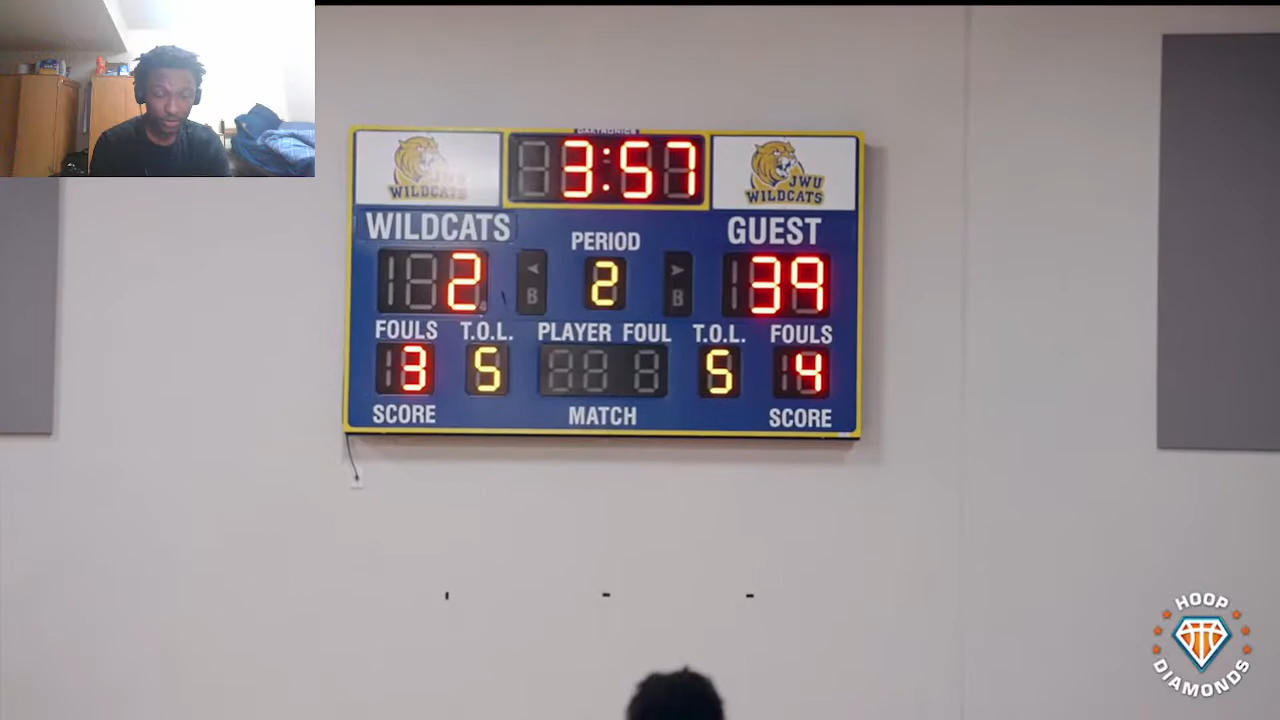 DAKTRONICS
JWU
WILDCATS
3:57
JWU
WILDCATS
WILDCATS
PERIOD
GUEST
2
B
2
B
39
FOULS
T.O.L.
PLAYER FOUL
T.O.L.
FOULS
3
5
5
4
SCORE
MATCH
SCORE
HOOP
DIAMONDS